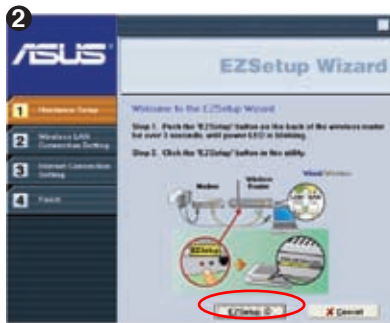 2
ASUS
EZSetup Wizard
1 Hardware Setup
2 Wireless LAN
Connection Setting
3 Internet Connection
Setting
4 Finish
Welcome to the EZSetup Wizard
Step 1. Push the 'EZSetup' button on the back of the wireless router
for over 3 seconds, until power LED is blinking.
Step 2. Click the 'EZSetup' button in the utility.
Modem
Wireless
Router
EZSetup
EZSetup
Cancel